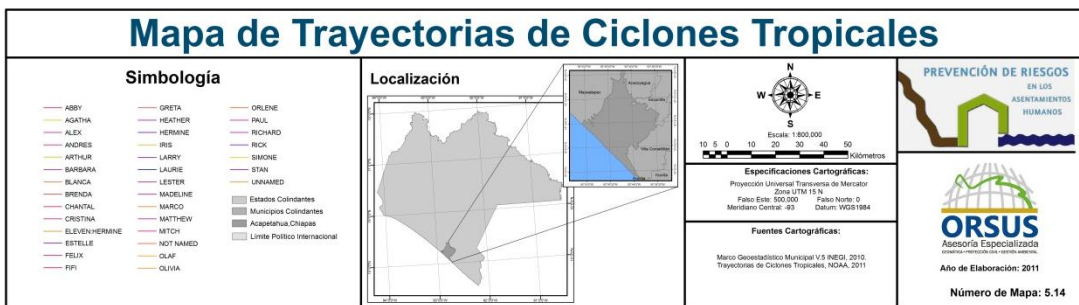 Mapa de Trayectorias de Ciclones Tropicales
Simbología
ABBY
AGATHA
ALEX
ANDRES
ARTHUR
BARBARA
BLANCA
BRENDA
CHANTAL
CRISTINA
ELEVEN:HERMINE
ESTELLE
FELIX
FIFI
GRETA
HEATHER
HERMINE
IRIS
LARRY
LAURIE
LESTER
MADELINE
MARCO
MATTHEW
MITCH
NOT NAMED
OLAF
OLIVIA
ORLENE
PAUL
RICHARD
RICK
SIMONE
STAN
UNNAMED
Localización
Estados Colindantes
Municipios Colindantes
Acapetahua,Chiapas
Límite Político Internacional
Mazatán
N
W E
S
Escala: 1:800,000
10 5 0 10 20 30 40 50
Kilómetros
Especificaciones Cartográficas:
Proyección Universal Transversa de Mercator
Zona UTM 15 N
Falso Este: 500,000 Falso Norte: 0
Meridiano Central: -93 Datum: WGS1984
Fuentes Cartográficas:
Marco Geoestadístico Municipal V.5 INEGI, 2010.
Trayectorias de Ciclones Tropicales, NOAA, 2011
PREVENCIÓN DE RIESGOS
EN LOS
ASENTAMIENTOS
HUMANOS
ORSUS
Asesoría Especializada
GEOMÁTICA • PROTECCIÓN CIVIL • GESTIÓN AMBIENTAL
Año de Elaboración: 2011
Número de Mapa: 5.14